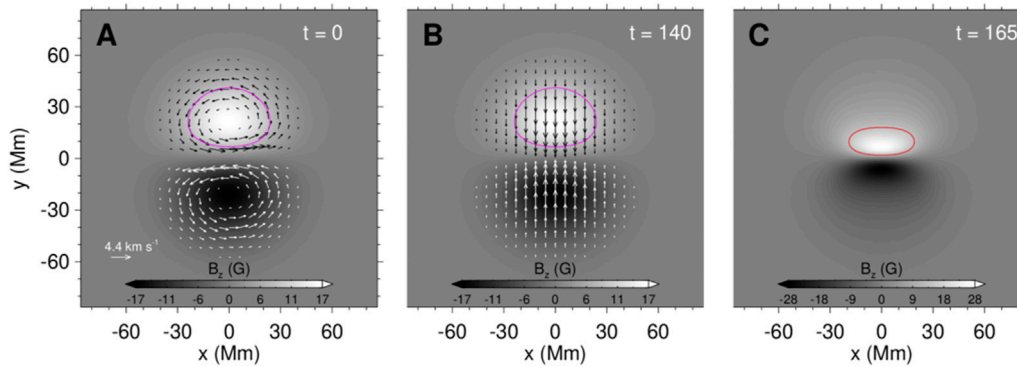 A
t = 0
B
t = 140
C
t = 165
y (Mm)
60
30
0
-30
-60
4.4 km s⁻¹
B_z (G)
-17 -11 -6 0 6 11 17
B_z (G)
-17 -11 -6 0 6 11 17
B_z (G)
-28 -18 -9 0 9 18 28
-60 -30 0 30 60
-60 -30 0 30 60
-60 -30 0 30 60
x (Mm)
x (Mm)
x (Mm)